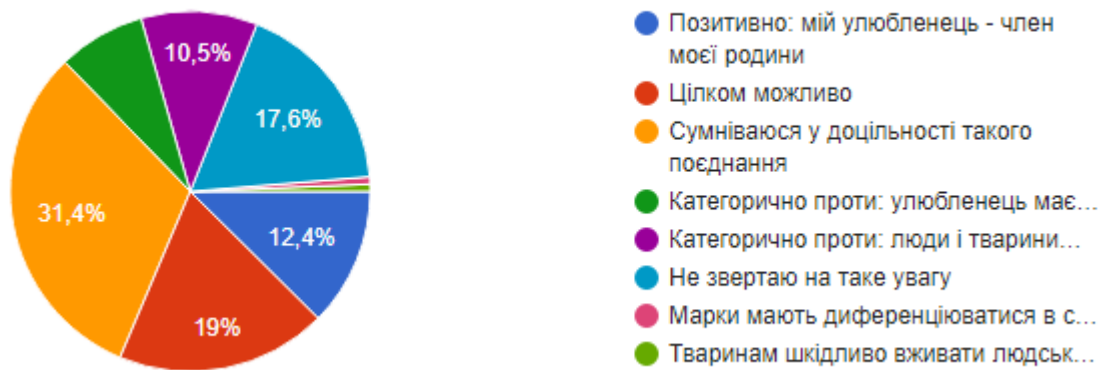 10,5%
17,6%
31,4%
12,4%
19%
Позитивно: мій улюбленець - член
моєї родини
Цілком можливо
Сумніваюся у доцільності такого
поєднання
Категорично проти: улюбленець має...
Категорично проти: люди і тварини...
Не звертаю на таке увагу
Марки мають диференціюватися в с...
Тваринам шкідливо вживати людськ...